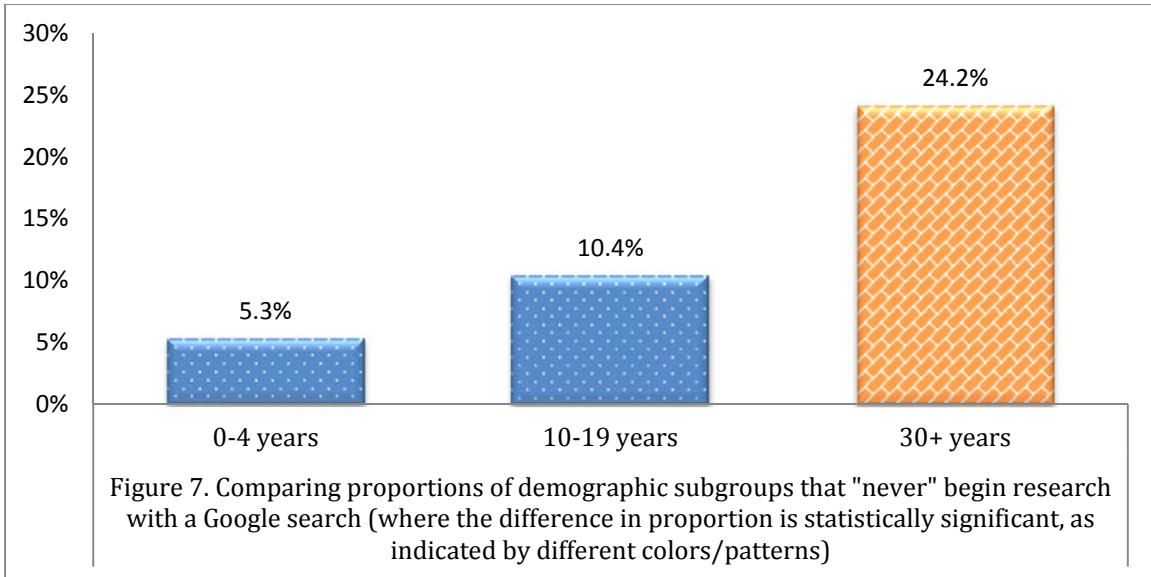 30%
25%
20%
15%
10%
5%
0%
24.2%
10.4%
5.3%
0-4 years
10-19 years
30+ years
Figure 7. Comparing proportions of demographic subgroups that "never" begin research
with a Google search (where the difference in proportion is statistically significant, as
indicated by different colors/patterns)